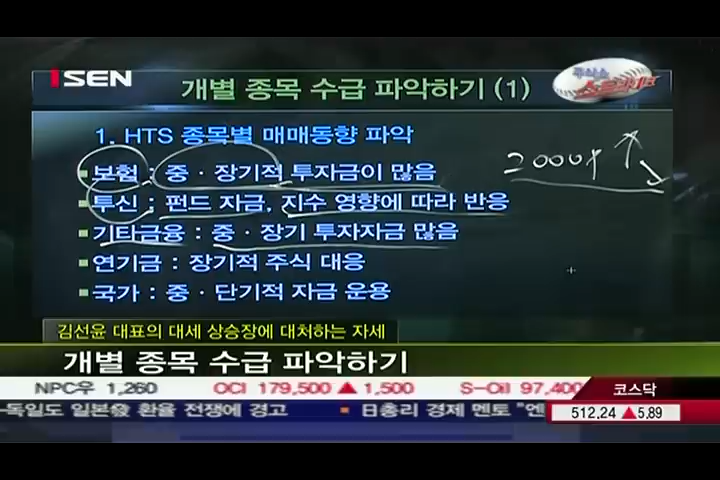 1SEN
개별 종목 수급 파악하기 (1)
1. HTS 종목별 매매동향 파악
보험 : 중 · 장기적 투자금이 많음
2000P
투신 : 펀드 자금, 지수 영향에 따라 반응
기타금융 : 중 · 장기 투자자금 많음
연기금 : 장기적 주식 대응
국가 : 중 · 단기적 자금 운용
김선윤 대표의 대세 상승장에 대처하는 자세
개별 종목 수급 파악하기
NPC우 1,260 OCI 179,500 ▲ 1,500 S-Oil 97,400
코스닥
독일도 일본發 환율 전쟁에 경고 日총리 경제 멘토 "엔
512.24 ▲5.89